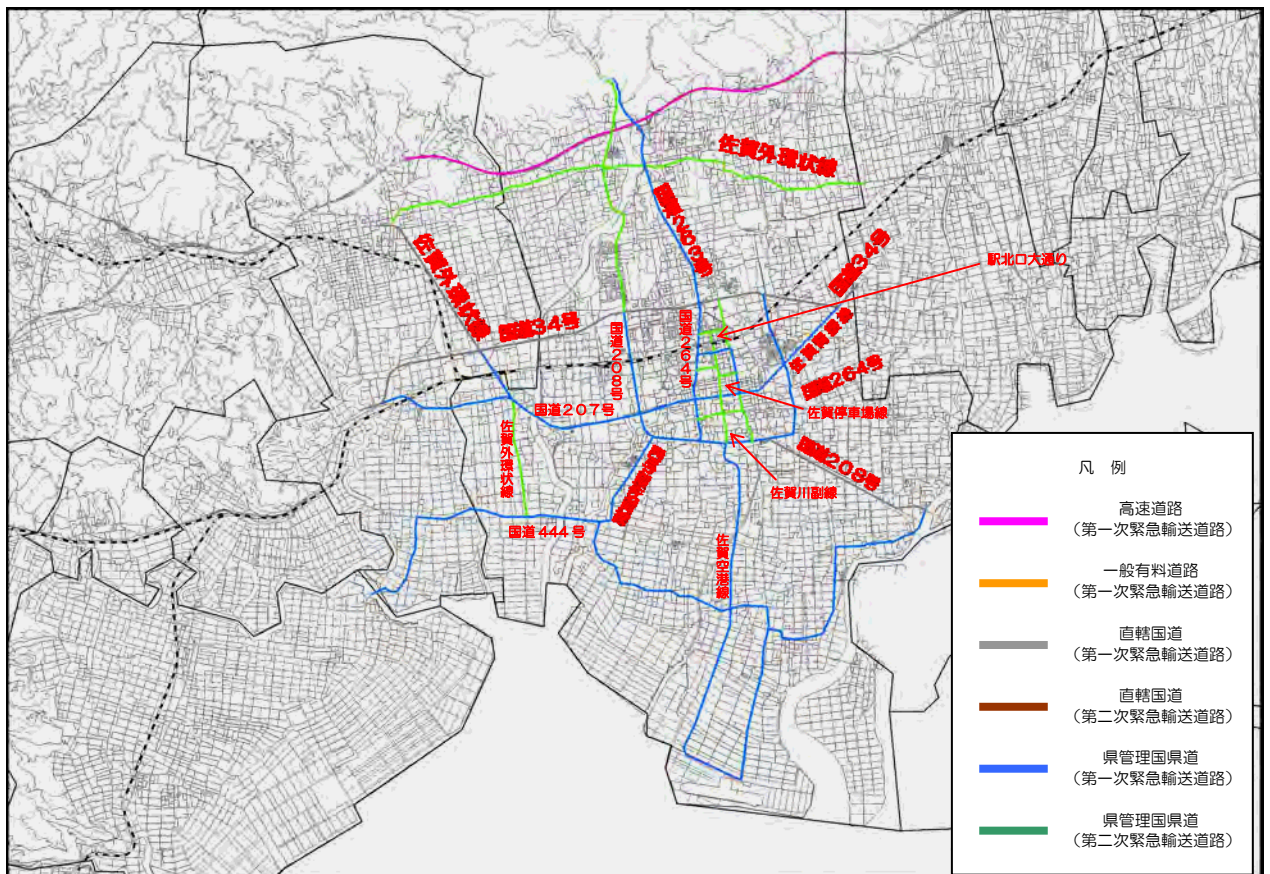 佐賀外環状線
国道263号
国道34号
駅北口大通り
佐賀外環状線
国道34号
国道208号
国道264号
国道264号
国道207号
佐賀停車場線
佐賀外環状線
国道208号
佐賀川副線
国道444号
佐賀空港線
凡 例
高速道路
(第一次緊急輸送道路)
一般有料道路
(第一次緊急輸送道路)
直轄国道
(第一次緊急輸送道路)
直轄国道
(第二次緊急輸送道路)
県管理国県道
(第一次緊急輸送道路)
県管理国県道
(第二次緊急輸送道路)